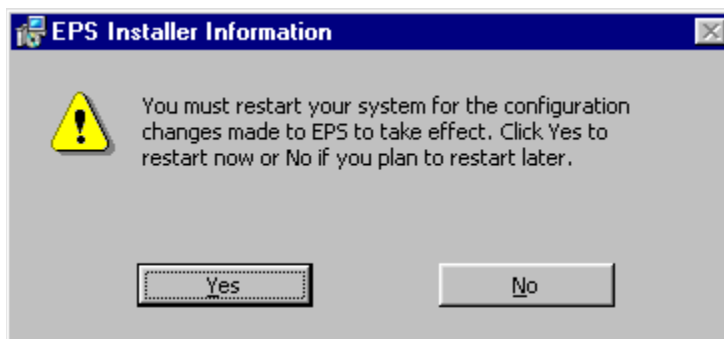 EPS Installer Information
You must restart your system for the configuration
changes made to EPS to take effect. Click Yes to
restart now or No if you plan to restart later.
Yes
No